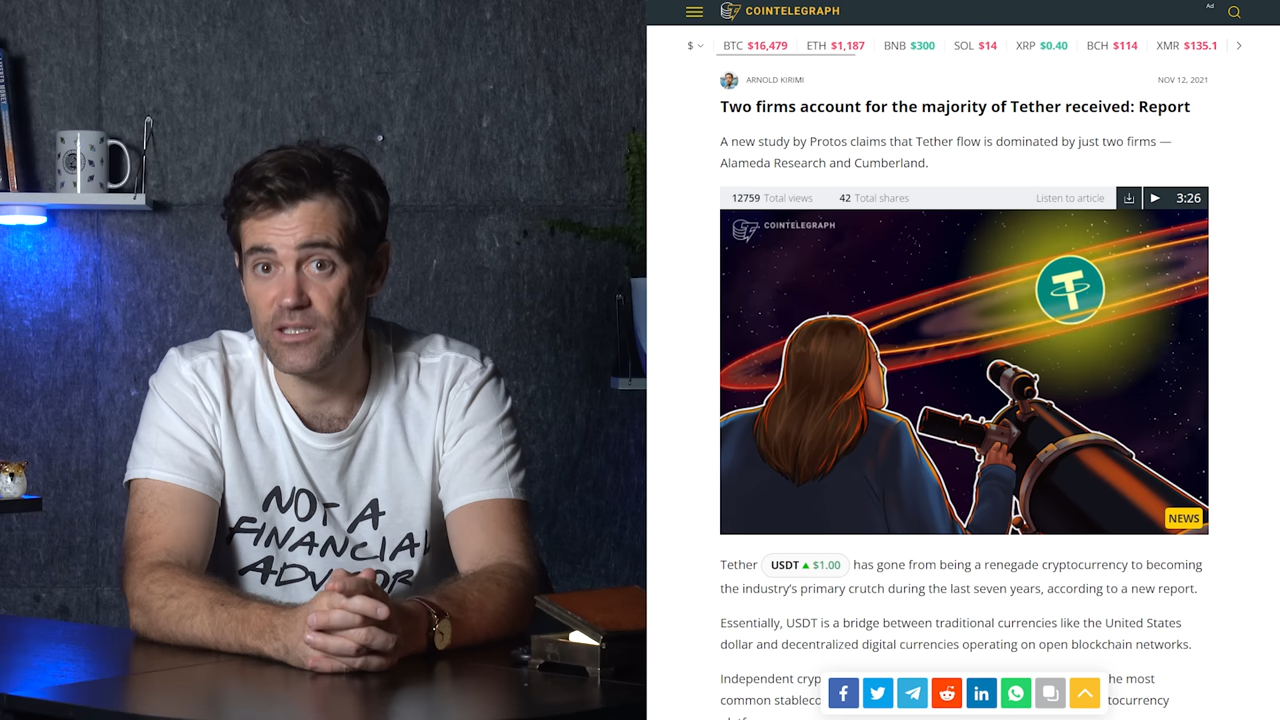 NOT A
FINANCIAL
ADVISOR
COINTELEGRAPH
Ad
$ BTC $16,479 ETH $1,187 BNB $300 SOL $14 XRP $0.40 BCH $114 XMR $135.1
ARNOLD KIRIMI
NOV 12, 2021
Two firms account for the majority of Tether received: Report
A new study by Protos claims that Tether flow is dominated by just two firms —
Alameda Research and Cumberland.
12759 Total views 42 Total shares Listen to article 3:26
COINTELEGRAPH
NEWS
Tether USDT $1.00 has gone from being a renegade cryptocurrency to becoming
the industry's primary crutch during the last seven years, according to a new report.
Essentially, USDT is a bridge between traditional currencies like the United States
dollar and decentralized digital currencies operating on open blockchain networks.
Independent he most
common